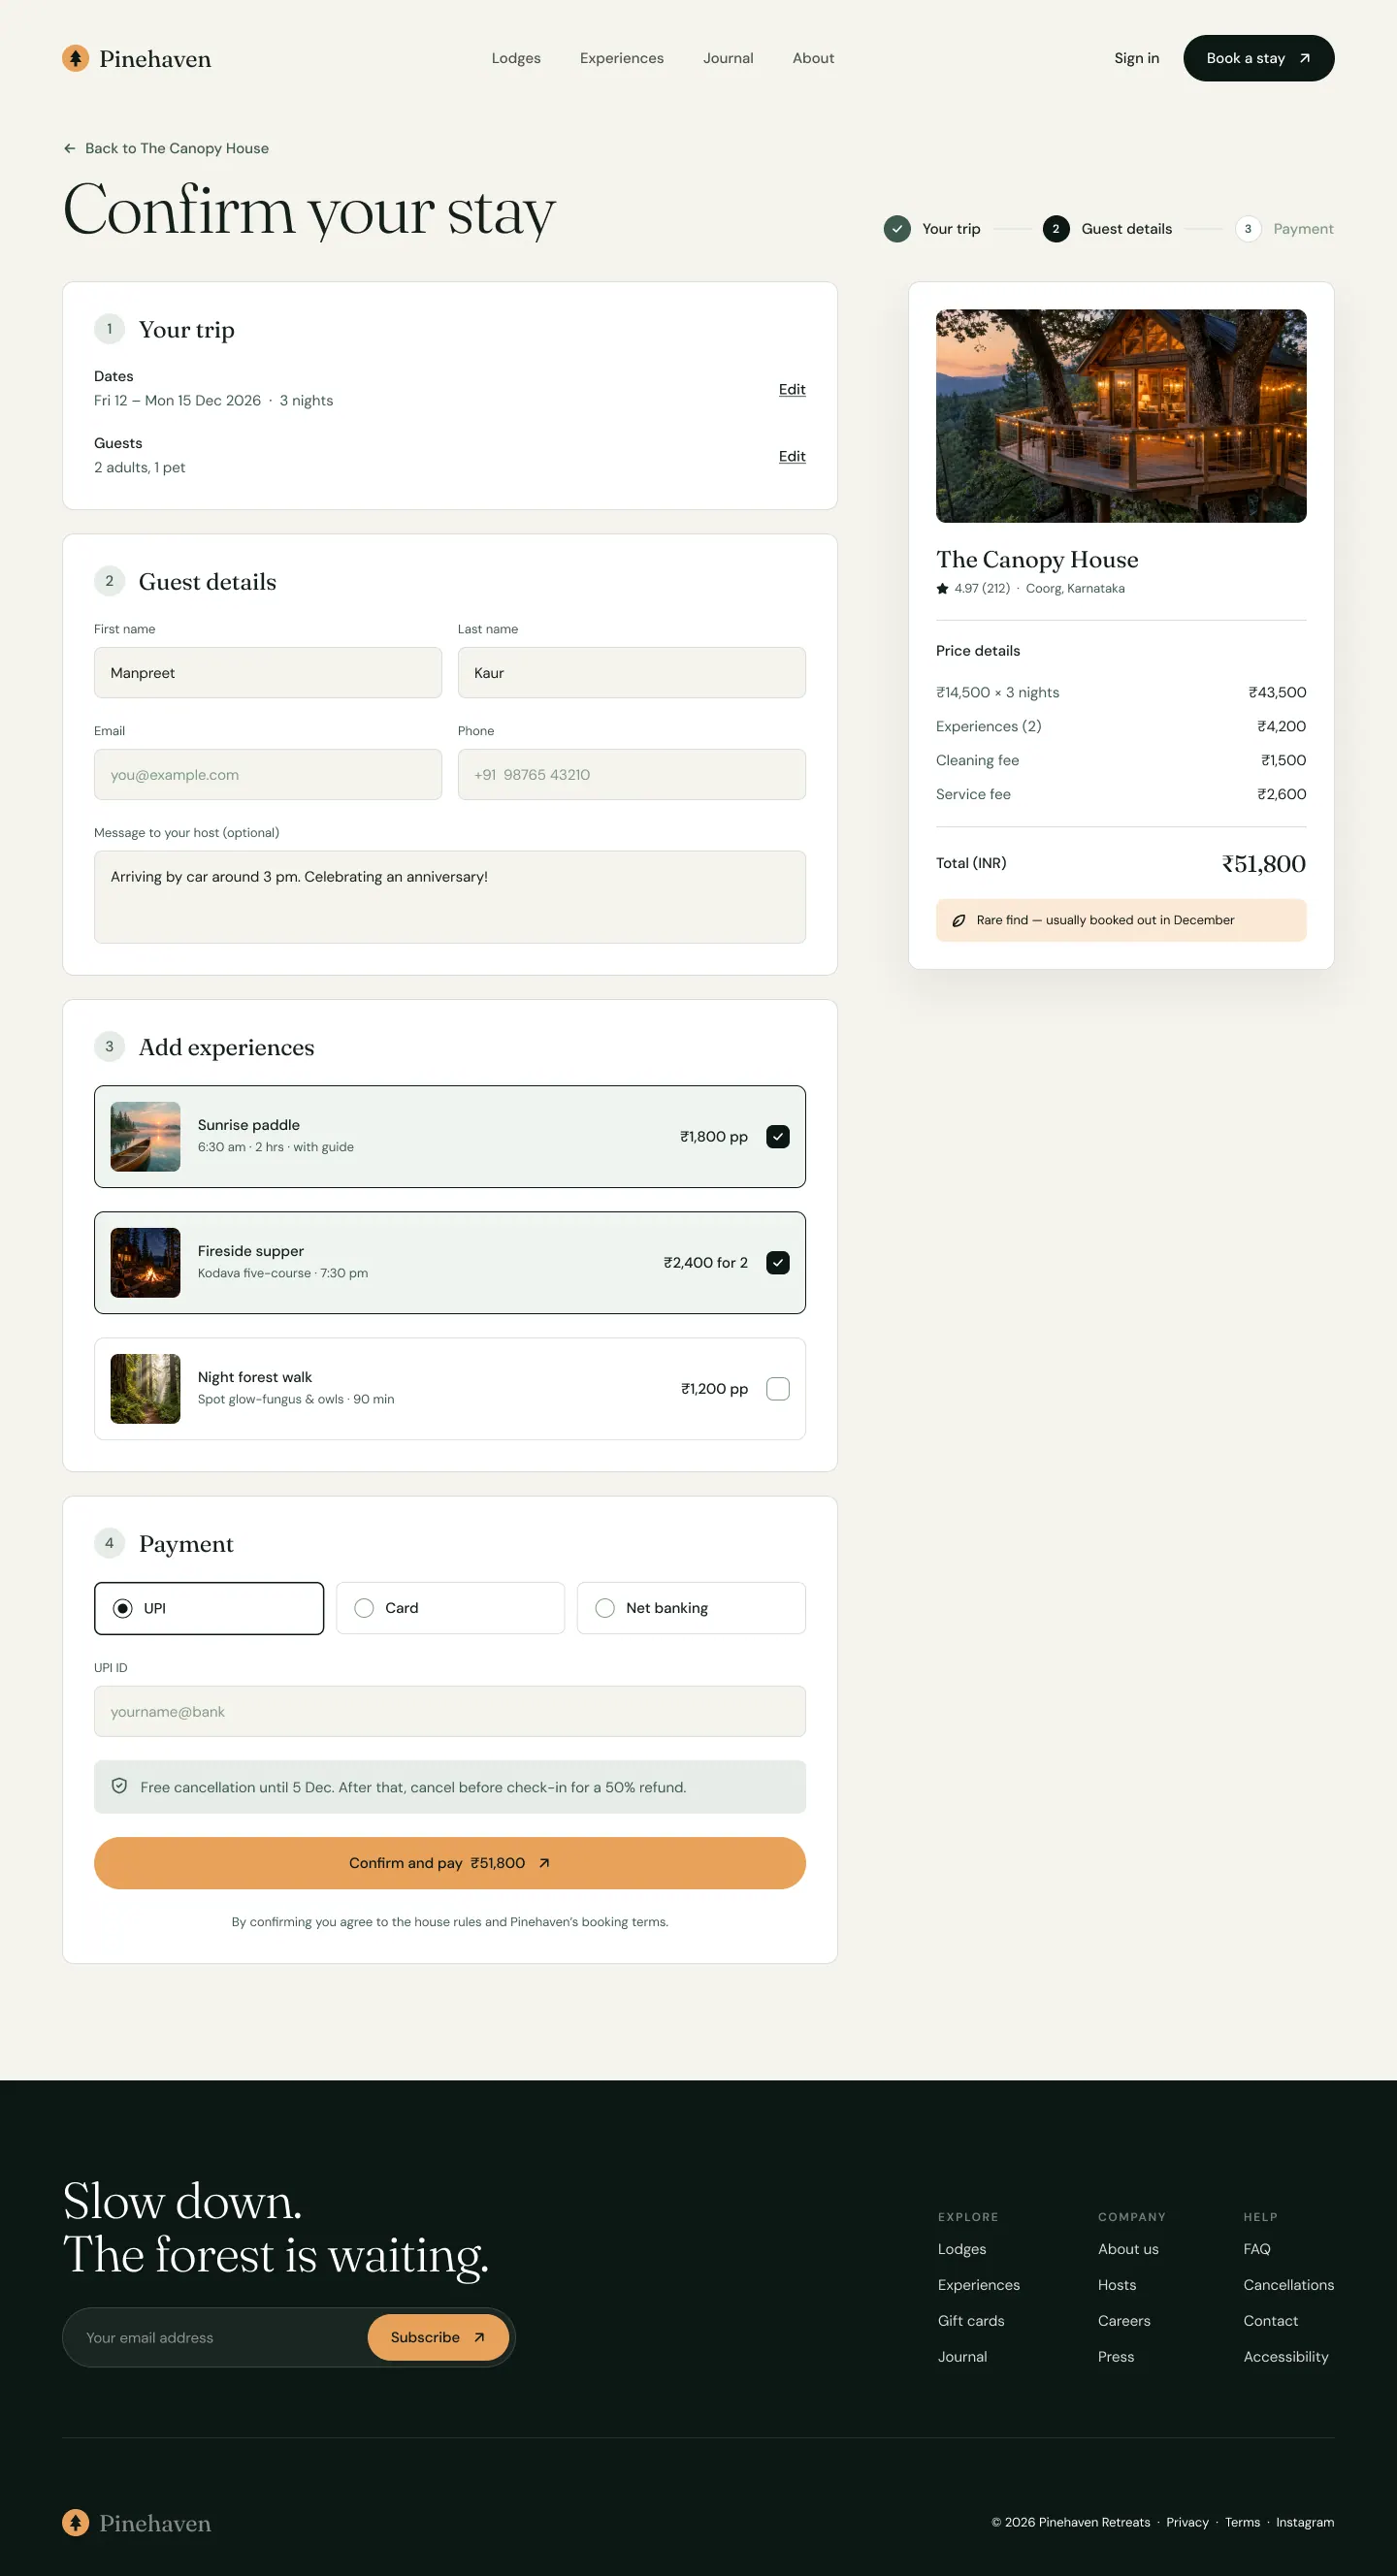 Pinehaven
Lodges
Experiences
Journal
About
Sign in
Book a stay
Back to The Canopy House
Confirm your stay
Your trip
2
Guest details
3
Payment
1
Your trip
Dates
Fri 12 – Mon 15 Dec 2026 · 3 nights
Edit
Guests
2 adults, 1 pet
Edit
2
Guest details
First name
Last name
Manpreet
Kaur
Email
Phone
you@example.com
+91 98765 43210
Message to your host (optional)
Arriving by car around 3 pm. Celebrating an anniversary!
3
Add experiences
Sunrise paddle
6:30 am · 2 hrs · with guide
₹1,800 pp
Fireside supper
Kodava five-course · 7:30 pm
₹2,400 for 2
Night forest walk
Spot glow-fungus & owls · 90 min
₹1,200 pp
4
Payment
UPI
Card
Net banking
UPI ID
yourname@bank
Free cancellation until 5 Dec. After that, cancel before check-in for a 50% refund.
Confirm and pay ₹51,800
By confirming you agree to the house rules and Pinehaven’s booking terms.
The Canopy House
4.97 (212) · Coorg, Karnataka
Price details
₹14,500 × 3 nights
₹43,500
Experiences (2)
₹4,200
Cleaning fee
₹1,500
Service fee
₹2,600
Total (INR)
₹51,800
Rare find — usually booked out in December
Slow down.
The forest is waiting.
Your email address
Subscribe
EXPLORE
Lodges
Experiences
Gift cards
Journal
COMPANY
About us
Hosts
Careers
Press
HELP
FAQ
Cancellations
Contact
Accessibility
Pinehaven
© 2026 Pinehaven Retreats · Privacy · Terms · Instagram